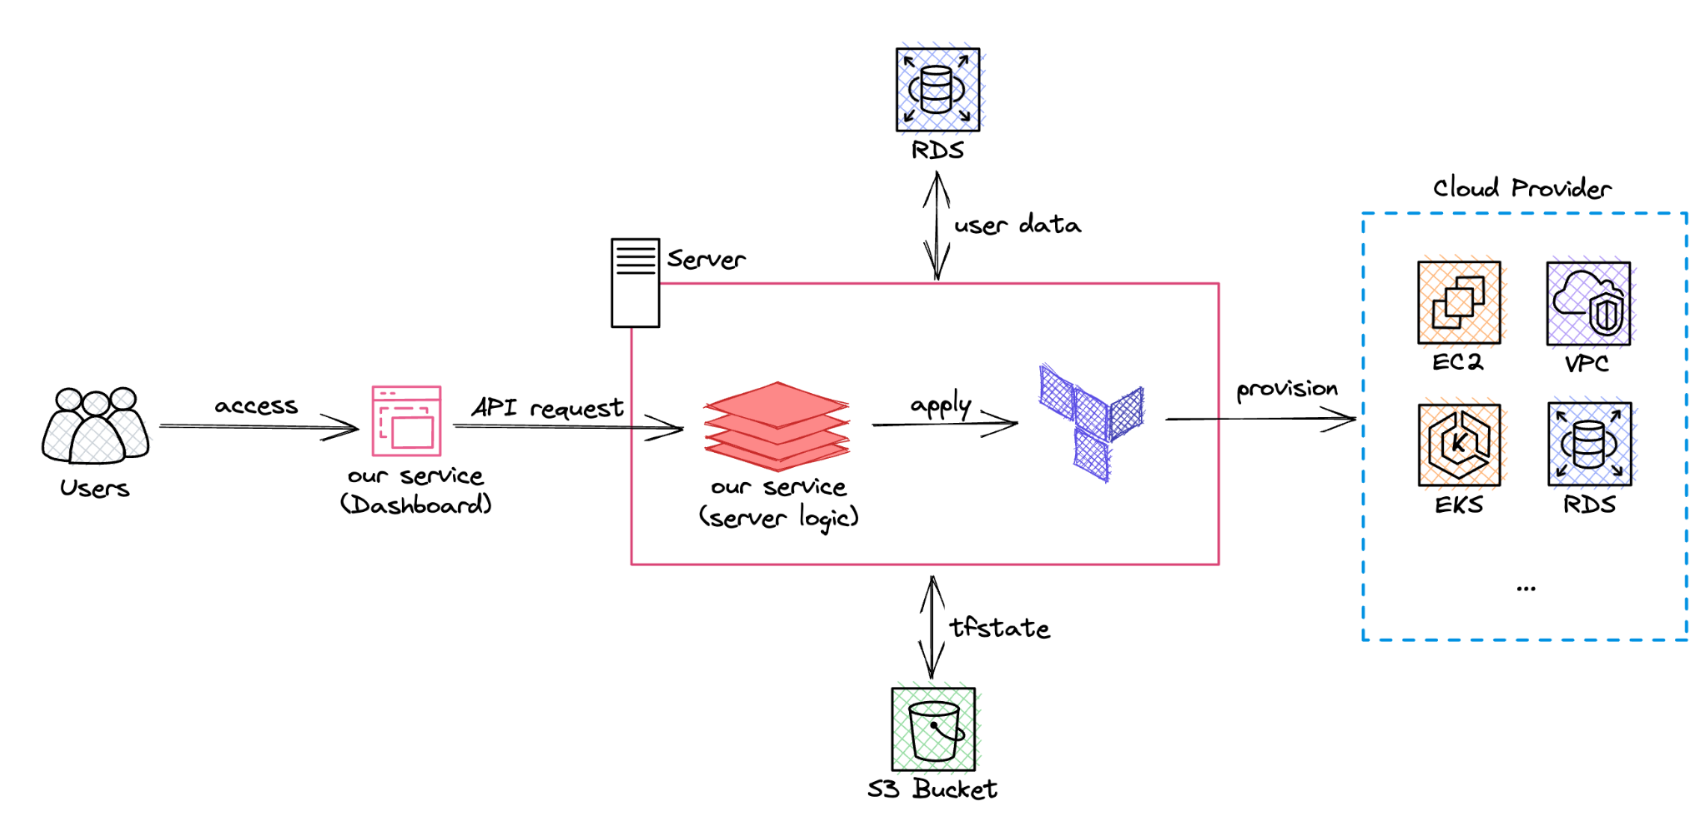 RDS
user data
Cloud Provider
Server
EC2
VPC
access
API request
apply
provision
our service
(Dashboard)
Users
our service
(server logic)
K
EKS
RDS
...
tfstate
S3 Bucket